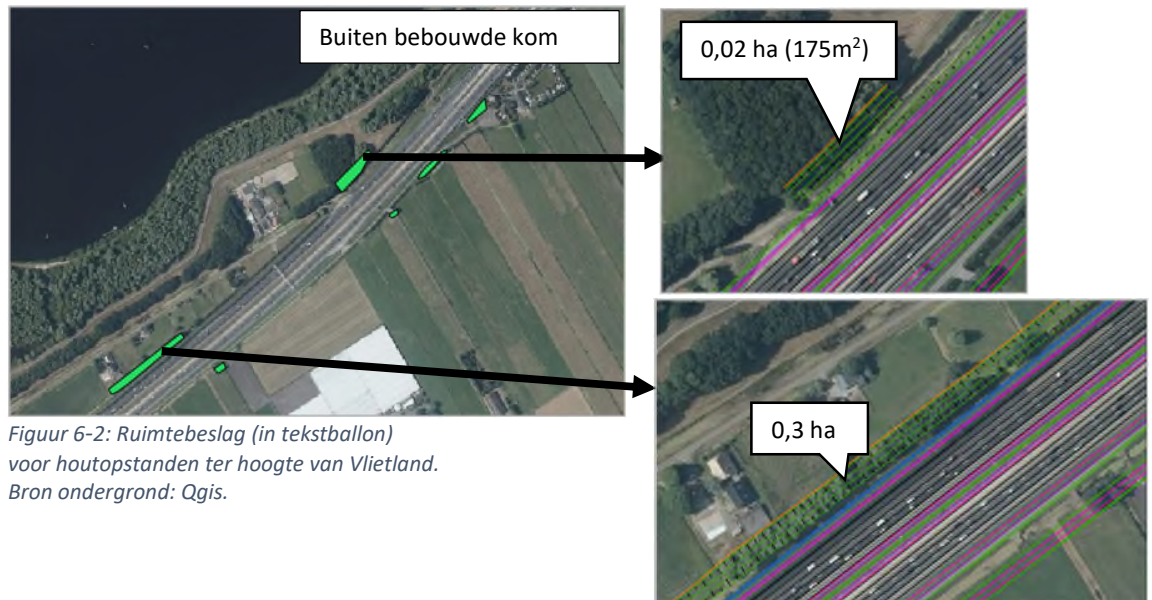 Buiten bebouwde kom
0,02 ha (175m²)
0,3 ha
Figuur 6-2: Ruimtebeslag (in tekstballon)
voor houtopstanden ter hoogte van Vlietland.
Bron ondergrond: Qgis.